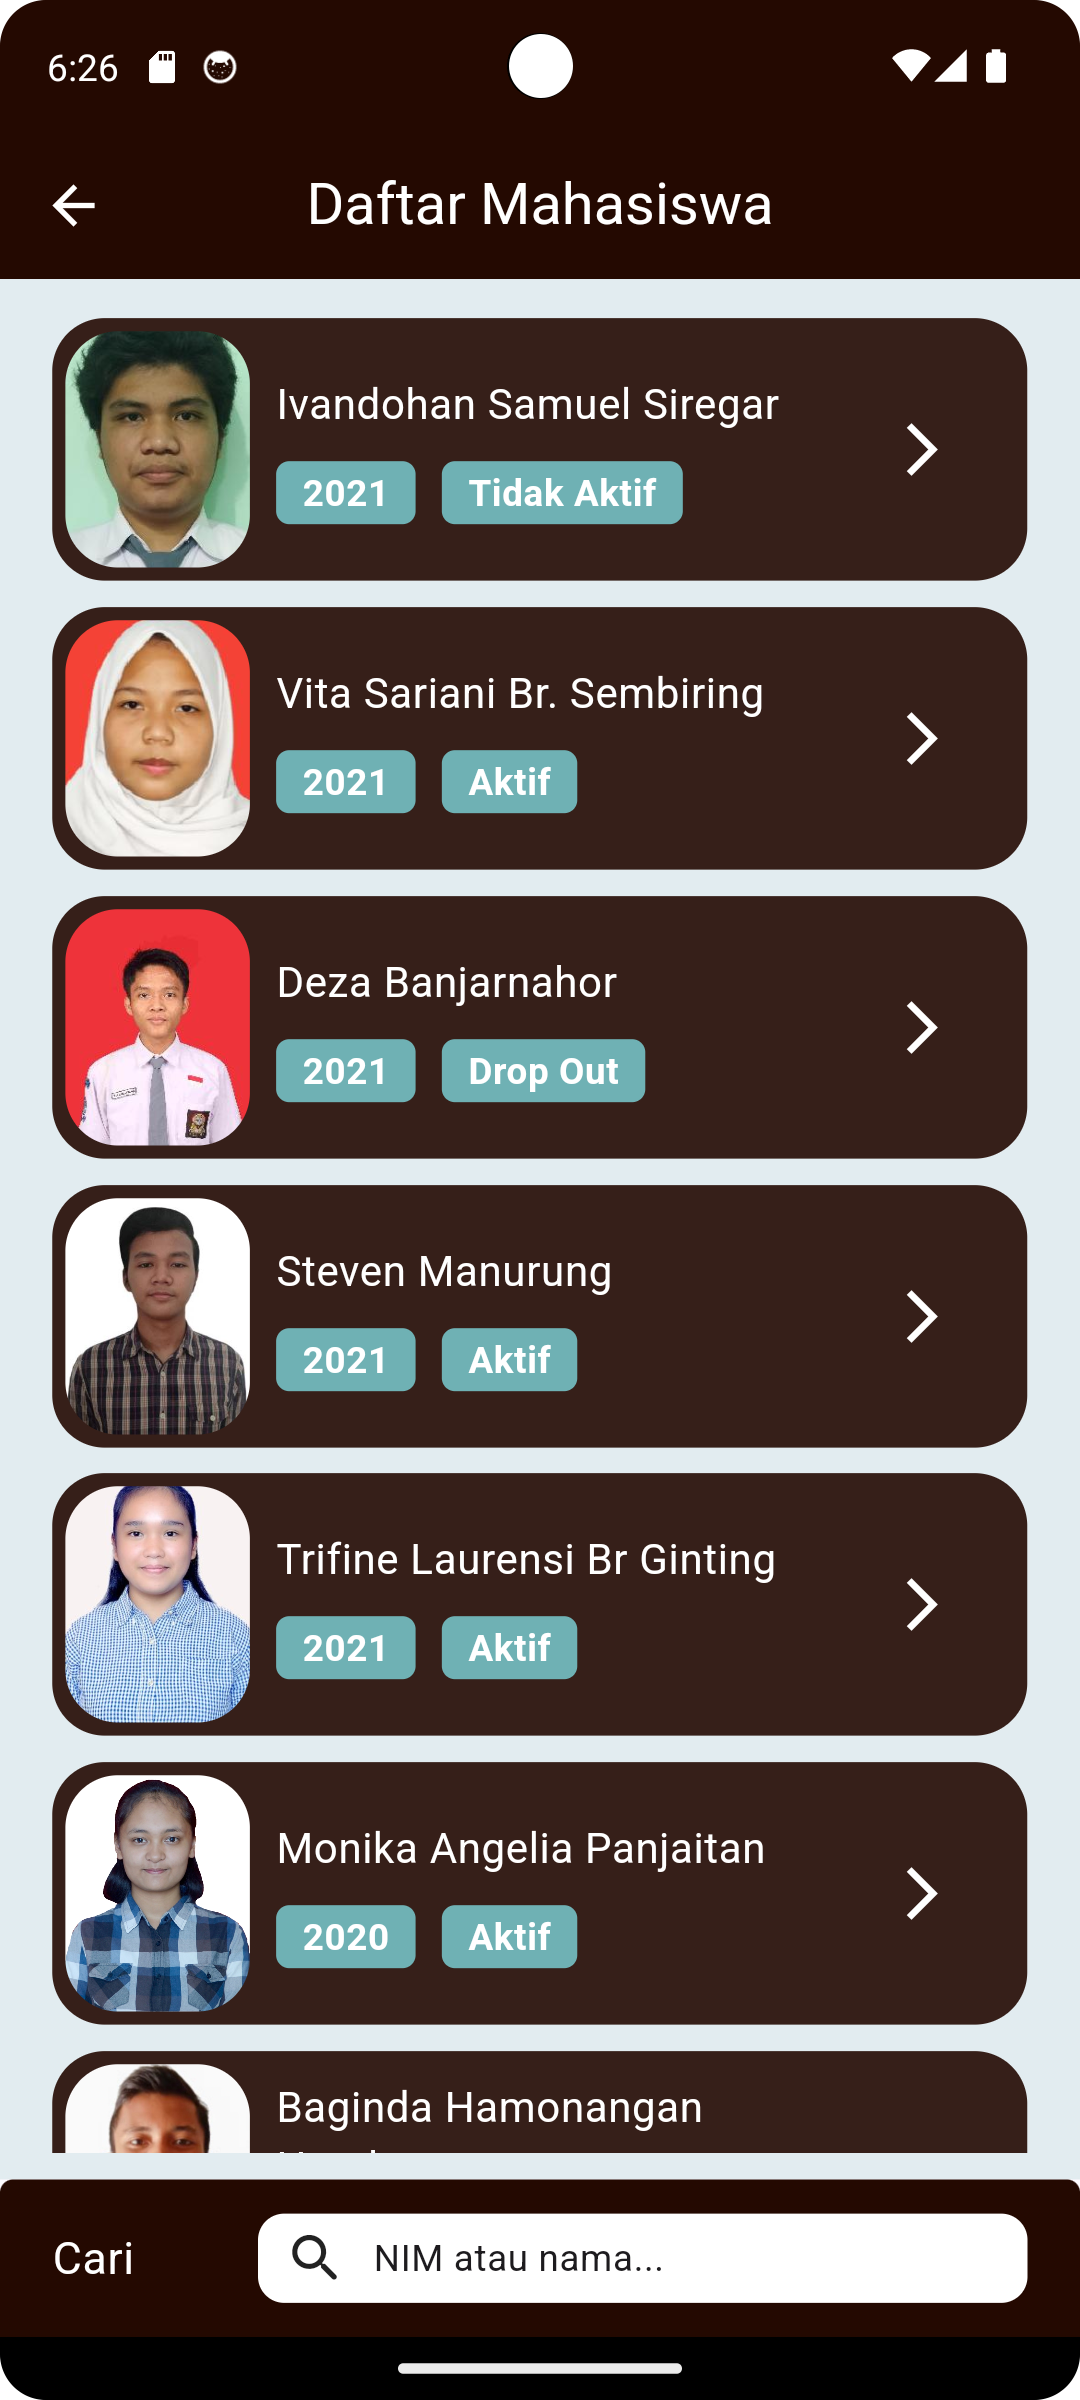 6:26
Daftar Mahasiswa
Ivandohan Samuel Siregar
2021 Tidak Aktif
Vita Sariani Br. Sembiring
2021 Aktif
Deza Banjarnahor
2021 Drop Out
Steven Manurung
2021 Aktif
Trifine Laurensi Br Ginting
2021 Aktif
Monika Angelia Panjaitan
2020 Aktif
Baginda Hamonangan
Cari NIM atau nama...